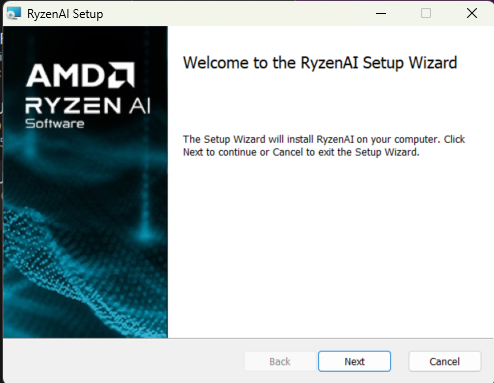 RyzenAI Setup
AMD
RYZEN AI
Software
Welcome to the RyzenAI Setup Wizard
The Setup Wizard will install RyzenAI on your computer. Click
Next to continue or Cancel to exit the Setup Wizard.
Back
Next
Cancel